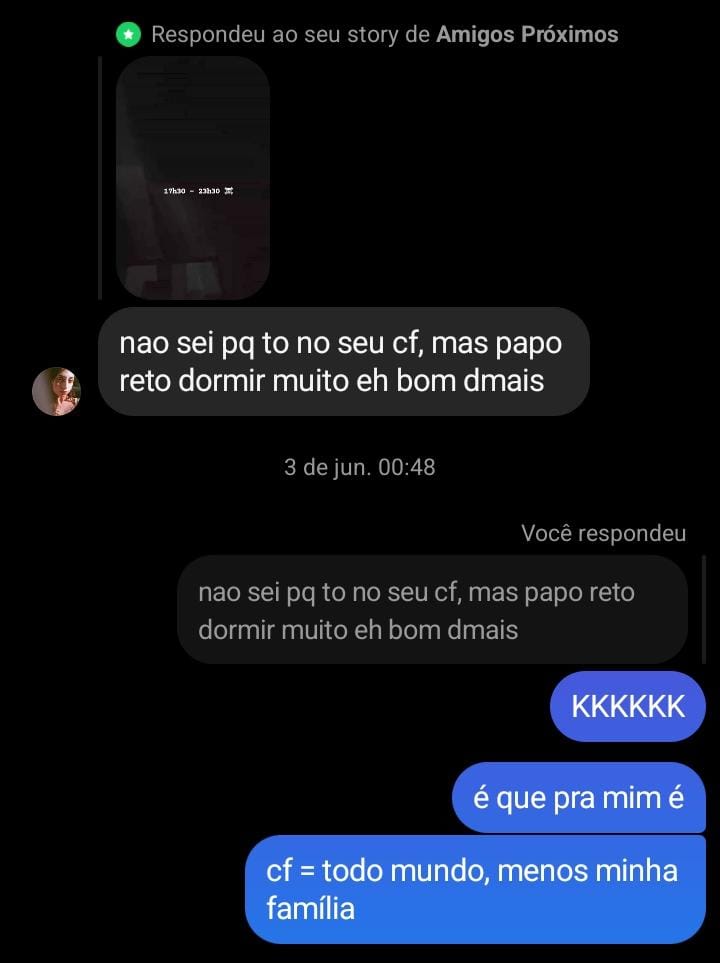 Respondeu ao seu story de Amigos Próximos
17h30 - 23h30
nao sei pq to no seu cf, mas papo
reto dormir muito eh bom dmais
3 de jun. 00:48
Você respondeu
nao sei pq to no seu cf, mas papo reto
dormir muito eh bom dmais
KKKKKK
é que pra mim é
cf = todo mundo, menos minha
família